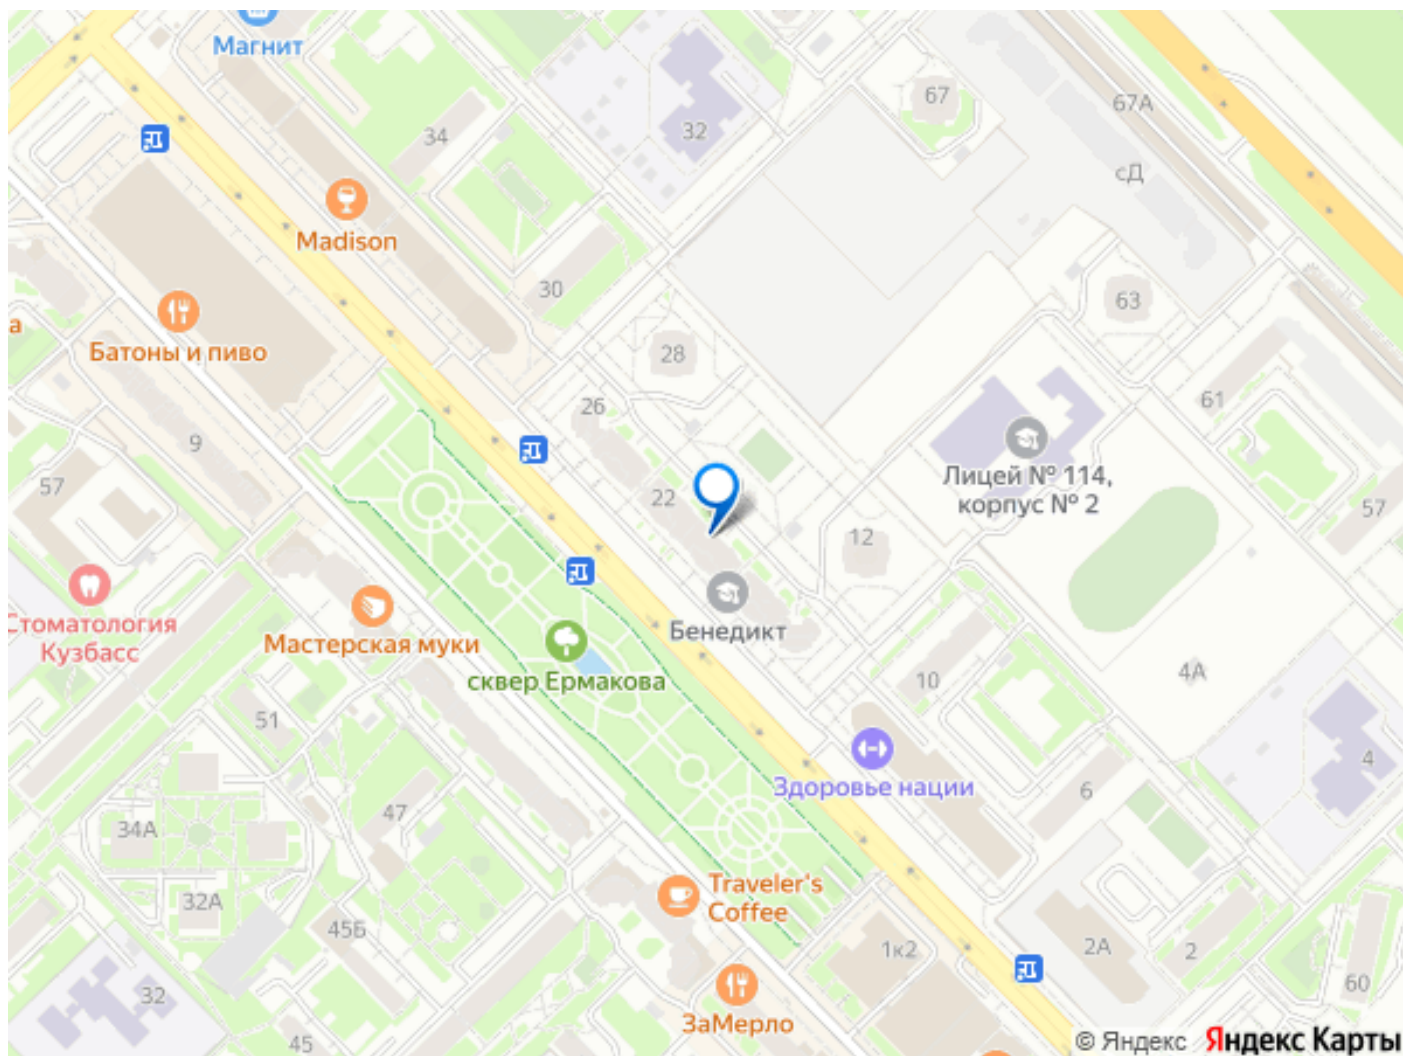 Магнит
67
67А
34
32
сД
Madison
30
63
а
Батоны и пиво
28
61
26
9
Лицей № 114,
корпус № 2
57
22
57
12
Стоматология
Кузбасс
Мастерская муки
Бенедикт
сквер Ермакова
10
4А
51
4
Здоровье нации
6
47
34А
Traveler's
Coffee
32А
45Б
1к2
2А
2
60
32
ЗаМерло
45
© Яндекс Яндекс Карты